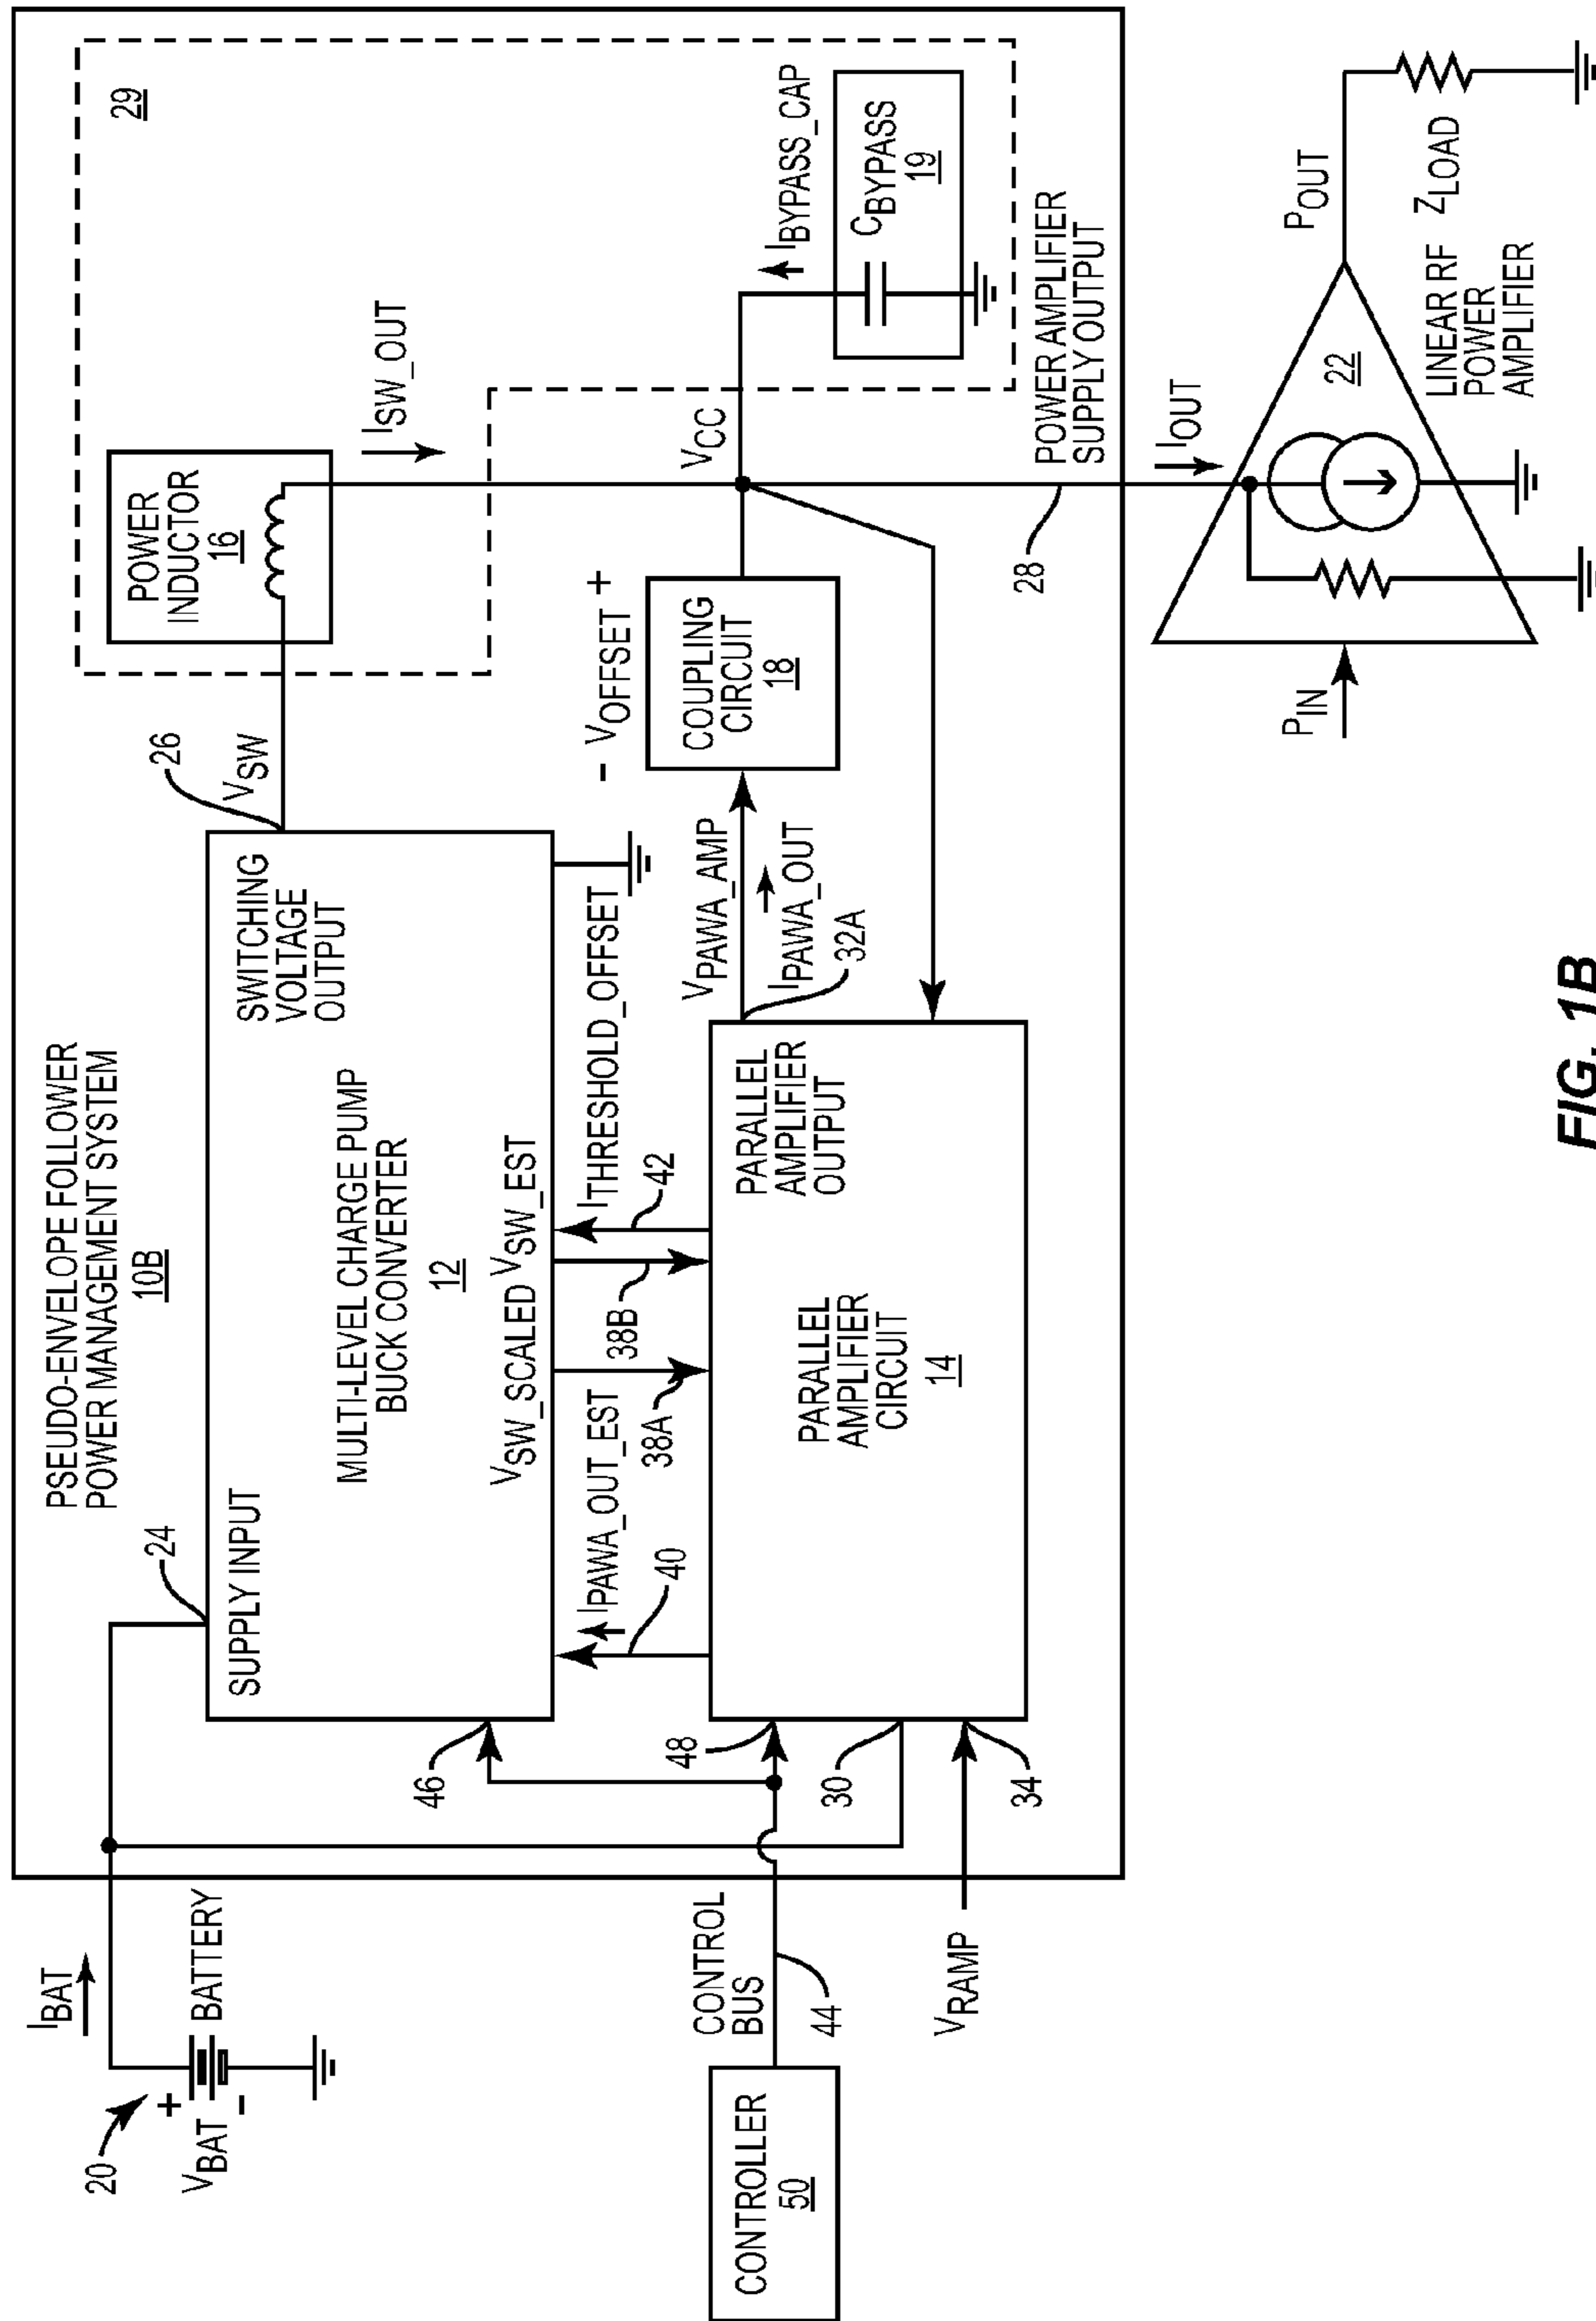 PSEUDO-ENVELOPE FOLLOWER
POWER MANAGEMENT SYSTEM
10B
29
IBAT
20
+
VBAT
-
BATTERY
24
SUPPLY INPUT
MULTI-LEVEL CHARGE PUMP
BUCK CONVERTER
12
SWITCHING
VOLTAGE
OUTPUT
26
VSW
POWER
INDUCTOR
16
ISW_OUT
IBYPASS_CAP
CBYPASS
19
VSW_SCALED
VSW_EST
46
IPAWA_OUT_EST
40
38A
38B
42
ITHRESHOLD_OFFSET
- VOFFSET +
COUPLING
CIRCUIT
18
VCC
CONTROLLER
50
CONTROL
BUS
44
48
30
34
VRAMP
PARALLEL
AMPLIFIER
CIRCUIT
14
PARALLEL
AMPLIFIER
OUTPUT
VPAWA_AMP
IPAWA_OUT
32A
28
POWER AMPLIFIER
SUPPLY OUTPUT
IOUT
PIN
22
LINEAR RF
POWER
AMPLIFIER
POUT
ZLOAD
FIG. 1B